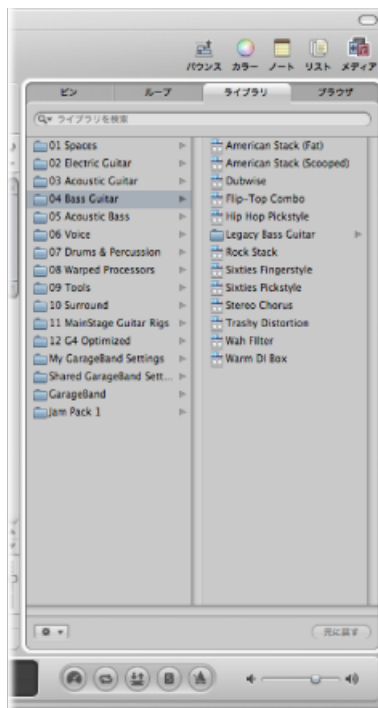 バウンス カラー ノート リスト メディア
ビン ループ ライブラリ ブラウザ
ライブラリを検索
01 Spaces
02 Electric Guitar
03 Acoustic Guitar
04 Bass Guitar
05 Acoustic Bass
06 Voice
07 Drums & Percussion
08 Warped Processors
09 Tools
10 Surround
11 MainStage Guitar Rigs
12 G4 Optimized
My GarageBand Settings
Shared GarageBand Sett...
GarageBand
Jam Pack 1
American Stack (Fat)
American Stack (Scooped)
Dubwise
Flip-Top Combo
Hip Hop Pickstyle
Legacy Bass Guitar
Rock Stack
Sixties Fingerstyle
Sixties Pickstyle
Stereo Chorus
Trashy Distortion
Wah Filter
Warm DI Box
元に戻す